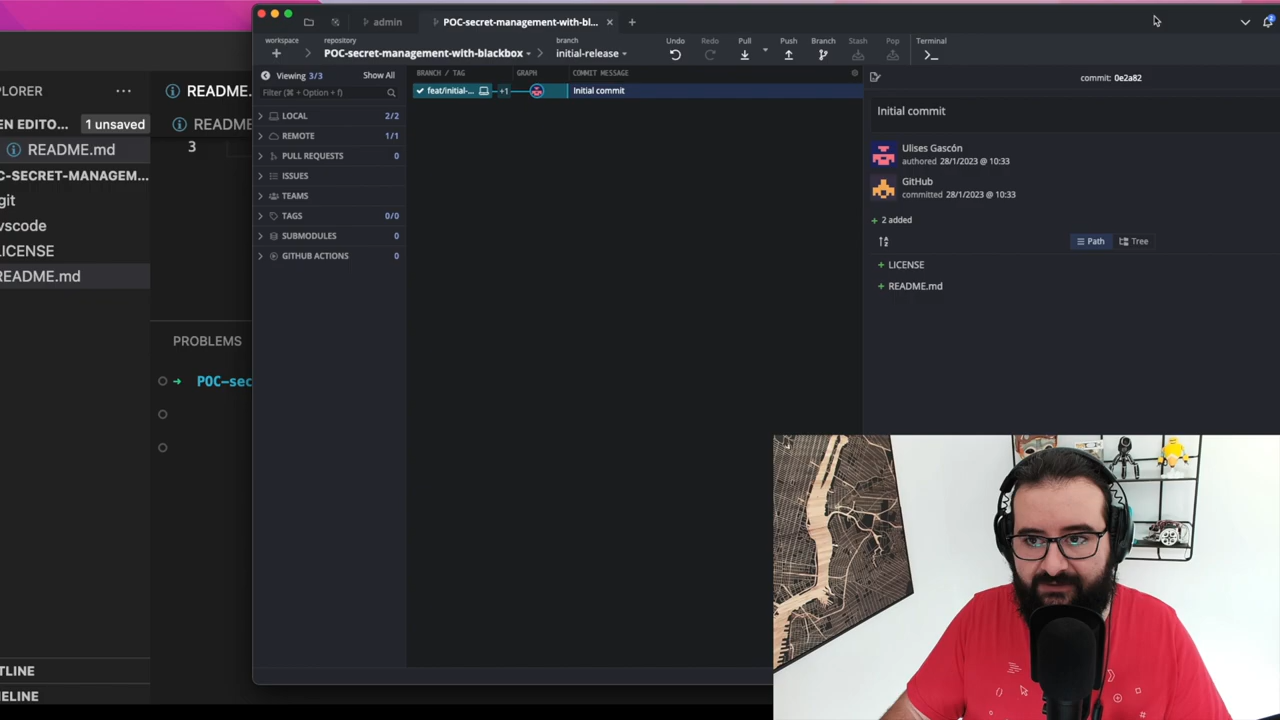 admin
POC-secret-management-with-bl...
workspace
repository
POC-secret-management-with-blackbox
branch
initial-release
Undo
Redo
Pull
Push
Branch
Stash
Pop
Terminal
Viewing 3/3
Show All
Filter (⌘ + Option + f)
LOCAL 2/2
REMOTE 1/1
PULL REQUESTS 0
ISSUES
TEAMS
TAGS 0/0
SUBMODULES 0
GITHUB ACTIONS 0
BRANCH / TAG
GRAPH
COMMIT MESSAGE
feat/initial-...
+1
Initial commit
commit: 0e2a82
Initial commit
Ulises Gascón
authored 28/1/2023 @ 10:33
GitHub
committed 28/1/2023 @ 10:33
+ 2 added
Path
Tree
+ LICENSE
+ README.md
PLORER
...
README.
EN EDITO...
1 unsaved
README.md
README
3
C-SECRET-MANAGEM...
git
vscode
LICENSE
README.md
PROBLEMS
POC-sec
TLINE
MELINE
2